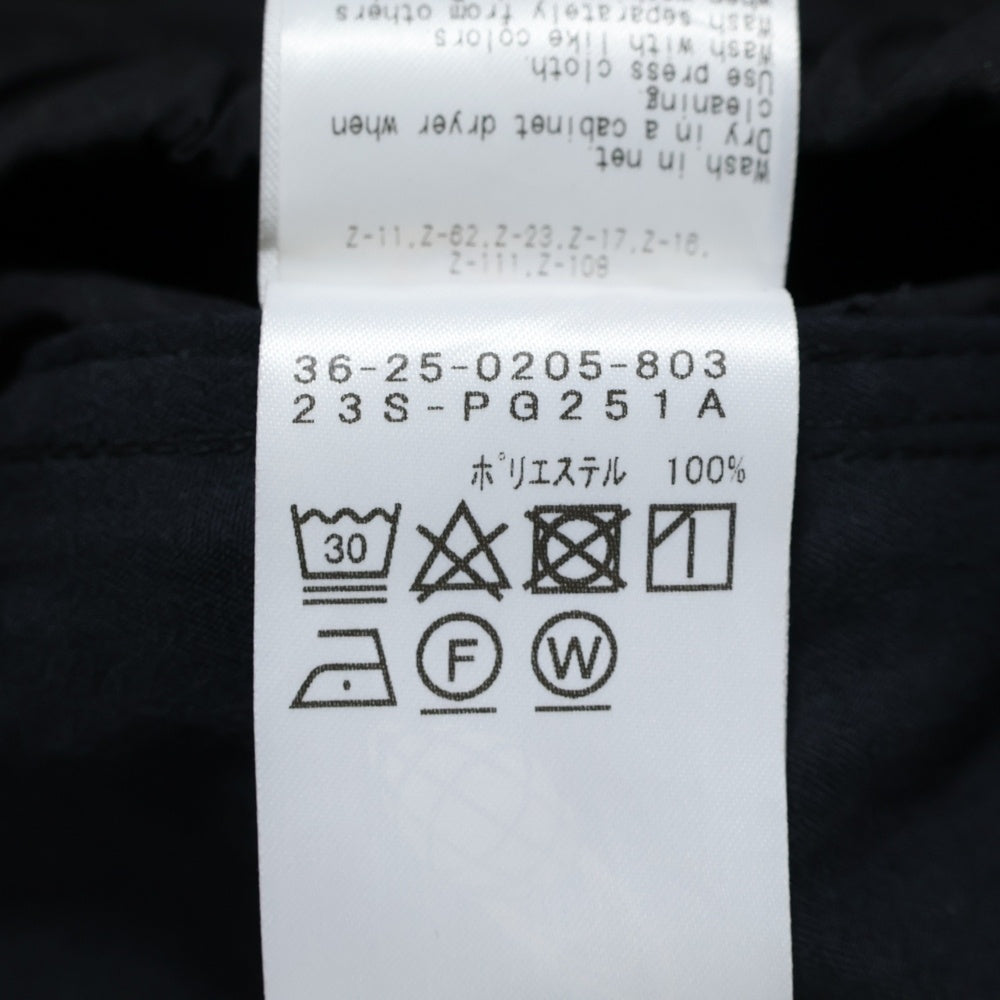 when
Wash separately from others
Wash with like colors
Use press cloth.
cleaning.
Dry in a cabinet dryer when
Wash in net.
Z-11,Z-62,Z-23,Z-17,Z-16,
Z-111,Z-108
36-25-0205-803
23S-PG251A
ポリエステル 100%
30
F
W